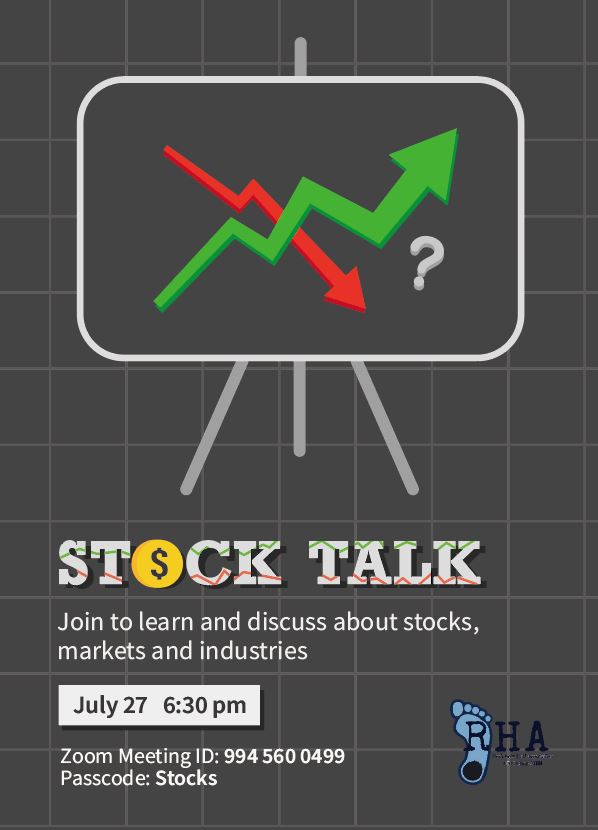 ?
ST$CK TALK
Join to learn and discuss about stocks,
markets and industries
July 27 6:30 pm
Zoom Meeting ID: 994 560 0499
Passcode: Stocks
RHA